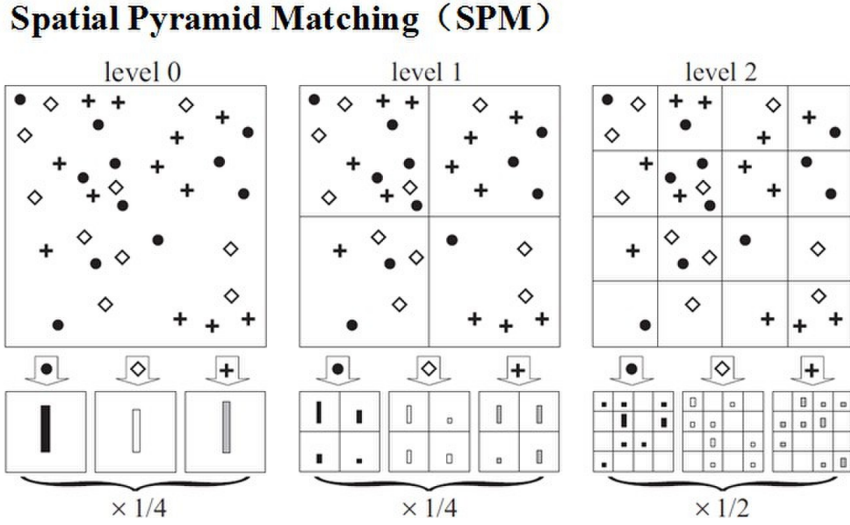 Spatial Pyramid Matching（SPM）
level 0
level 1
level 2
× 1/4
× 1/4
× 1/2